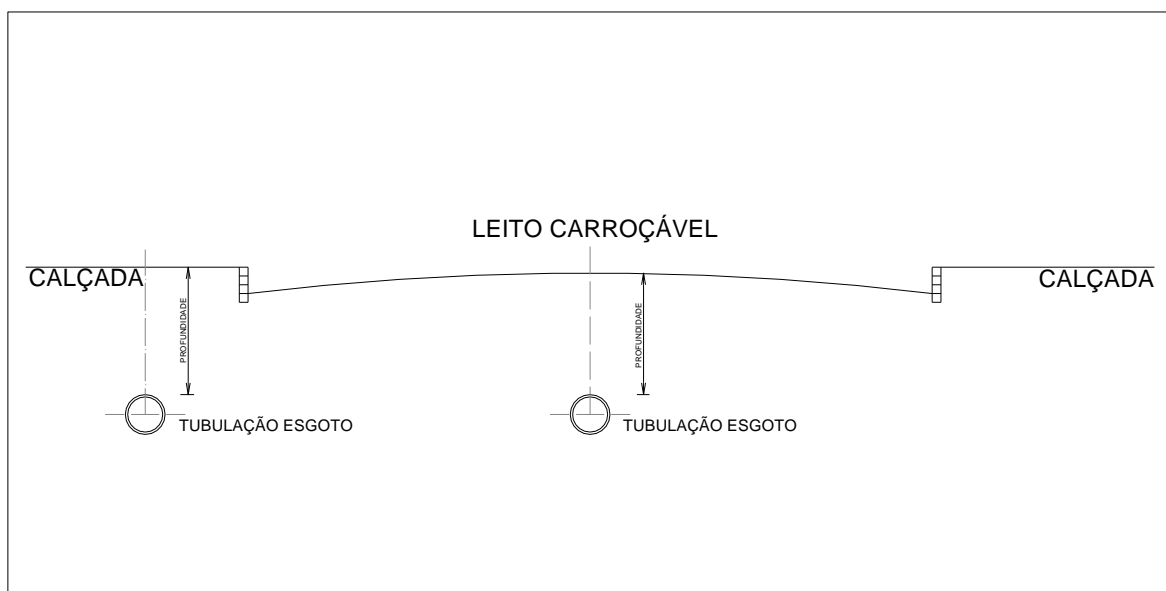 LEITO CARROÇÁVEL
CALÇADA
CALÇADA
PROFUNDIDADE
PROFUNDIDADE
TUBULAÇÃO ESGOTO
TUBULAÇÃO ESGOTO